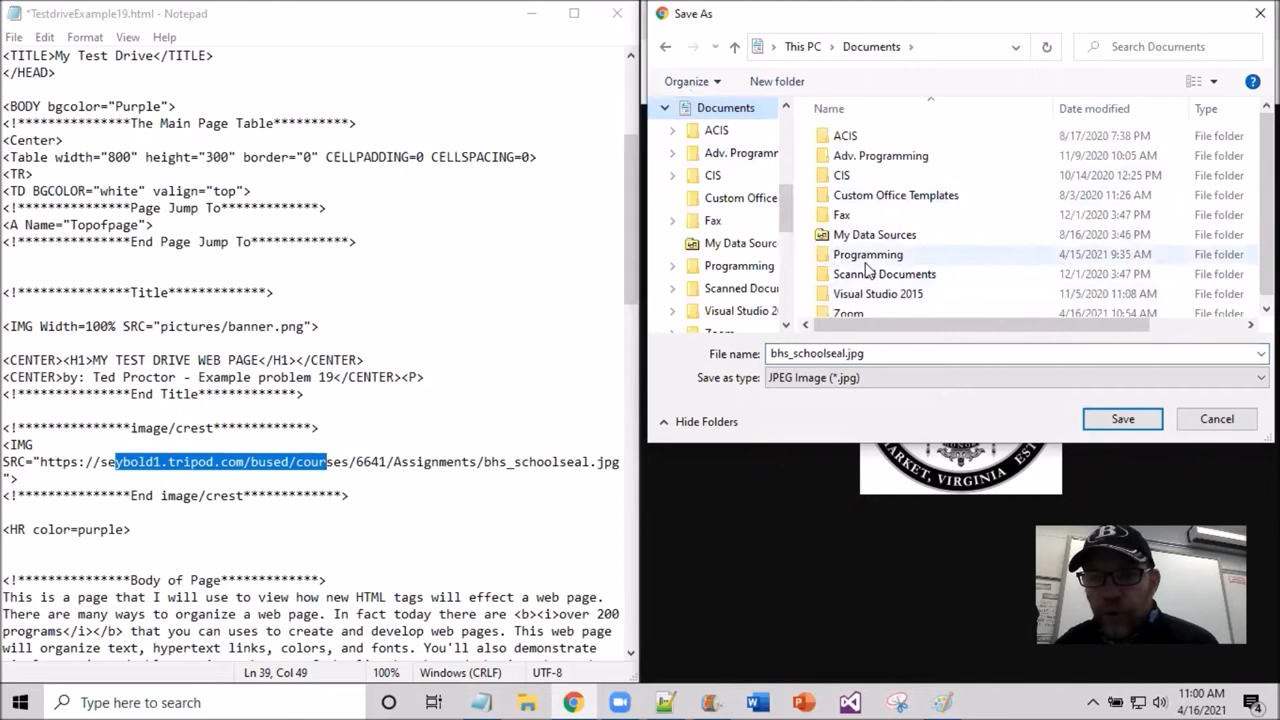 *TestdriveExample19.html - Notepad
File Edit Format View Help
<TITLE>My Test Drive</TITLE>
</HEAD>
<BODY bgcolor="Purple">
<!***************The Main Page Table**********>
<Center>
<Table width="800" height="300" border="0" CELLPADDING=0 CELLSPACING=0>
<TR>
<TD BGCOLOR="white" valign="top">
<!***************Page Jump To*************>
<A Name="Topofpage">
<!***************End Page Jump To*************>
<!***************Title*************>
<IMG Width=100% SRC="pictures/banner.png">
<CENTER><H1>MY TEST DRIVE WEB PAGE</H1></CENTER>
<CENTER>by: Ted Proctor - Example problem 19</CENTER><P>
<!***************End Title*************>
<!***************image/crest*************>
<IMG
SRC="https://seybold1.tripod.com/bused/courses/6641/Assignments/bhs_schoolseal.jpg
">
<!***************End image/crest*************>
<HR color=purple>
<!***************Body of Page*************>
This is a page that I will use to view how new HTML tags will effect a web page.
There are many ways to organize a web page. In fact today there are <b><i>over 200
programs</i></b> that you can uses to create and develop web pages. This web page
will organize text, hypertext links, colors, and fonts. You'll also demonstrate
Ln 39, Col 49 100% Windows (CRLF) UTF-8
Save As
This PC > Documents >
Search Documents
Organize New folder
Documents
ACIS
Adv. Programm
CIS
Custom Office
Fax
My Data Sourc
Programming
Scanned Docu
Visual Studio 2
Zoom
Name Date modified Type
ACIS 8/17/2020 7:38 PM File folder
Adv. Programming 11/9/2020 10:05 AM File folder
CIS 10/14/2020 12:25 PM File folder
Custom Office Templates 8/3/2020 11:26 AM File folder
Fax 12/1/2020 3:47 PM File folder
My Data Sources 8/16/2020 3:46 PM File folder
Programming 4/15/2021 9:35 AM File folder
Scanned Documents 12/1/2020 3:47 PM File folder
Visual Studio 2015 11/5/2020 11:08 AM File folder
Zoom 4/16/2021 10:54 AM File folder
File name: bhs_schoolseal.jpg
Save as type: JPEG Image (*.jpg)
Hide Folders Save Cancel
MARKET, VIRGINIA
B
Type here to search
11:00 AM
4/16/2021
4